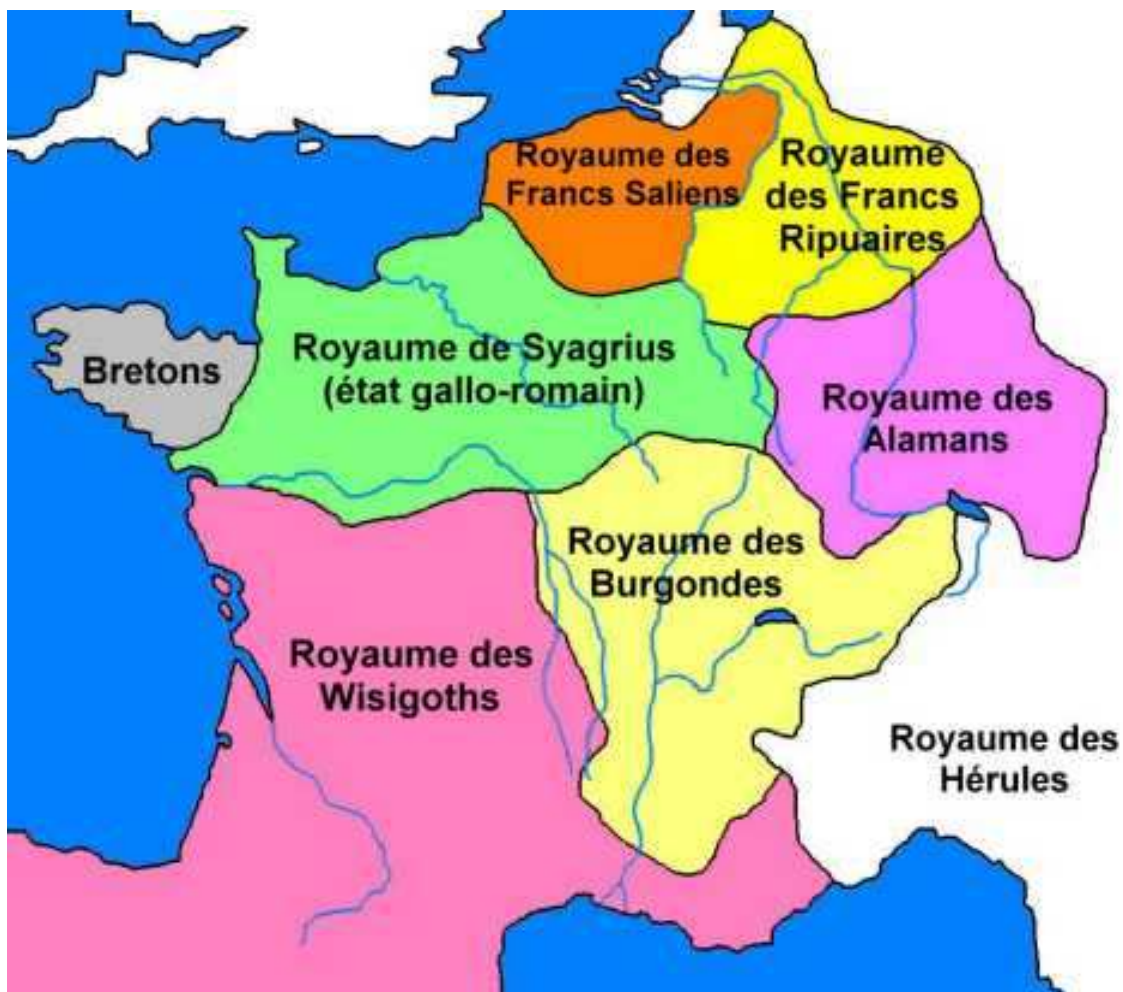 Royaume des
Francs Saliens
Royaume
des Francs
Ripuaires
Bretons
Royaume de Syagrius
(état gallo-romain)
Royaume des
Alamans
Royaume des
Burgondes
Royaume des
Wisigoths
Royaume des
Hérules